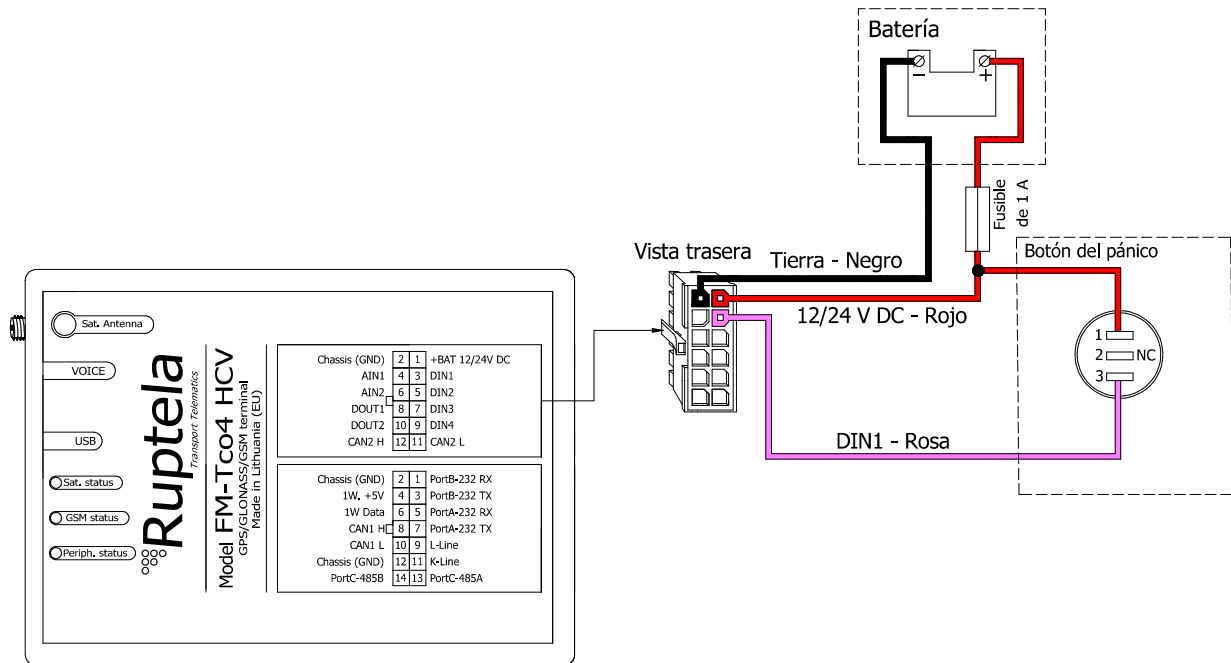 Batería
−
+
Fusible
de 1 A
Vista trasera
Tierra - Negro
Botón del pánico
12/24 V DC - Rojo
1
2
NC
3
DIN1 - Rosa
Sat. Antenna
VOICE
USB
Sat. status
GSM status
Periph. status
Ruptela
Transport Telematics
Model FM-Tco4 HCV
GPS/GLONASS/GSM terminal
Made in Lithuania (EU)
Chassis (GND) 2 1 +BAT 12/24V DC
AIN1 4 3 DIN1
AIN2 6 5 DIN2
DOUT1 8 7 DIN3
DOUT2 10 9 DIN4
CAN2 H 12 11 CAN2 L
Chassis (GND) 2 1 PortB-232 RX
1W. +5V 4 3 PortB-232 TX
1W Data 6 5 PortA-232 RX
CAN1 H 8 7 PortA-232 TX
CAN1 L 10 9 L-Line
Chassis (GND) 12 11 K-Line
PortC-485B 14 13 PortC-485A